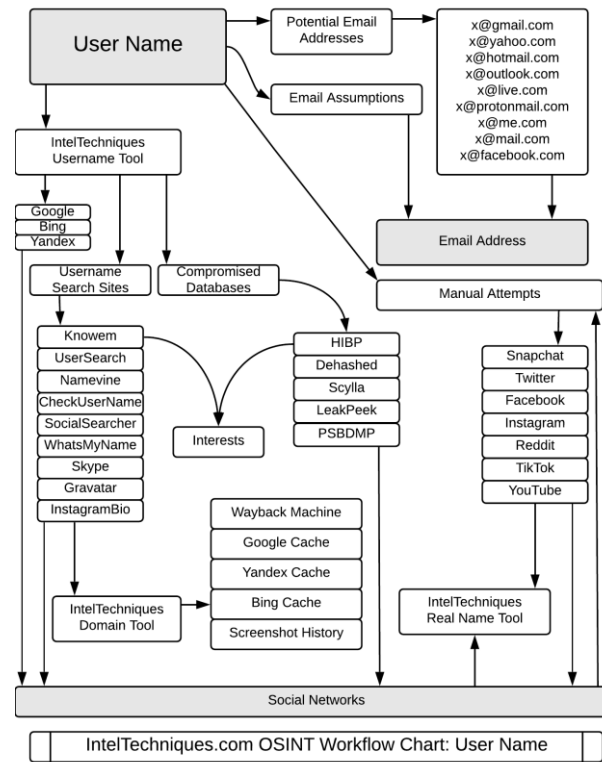 User Name
Potential Email
Addresses
x@gmail.com
x@yahoo.com
x@hotmail.com
x@outlook.com
x@live.com
x@protonmail.com
x@me.com
x@mail.com
x@facebook.com
Email Assumptions
IntelTechniques
Username Tool
Google
Bing
Yandex
Email Address
Username
Search Sites
Compromised
Databases
Manual Attempts
Knowem
UserSearch
Namevine
CheckUserName
SocialSearcher
WhatsMyName
Skype
Gravatar
InstagramBio
HIBP
Dehashed
Scylla
LeakPeek
PSBDMP
Snapchat
Twitter
Facebook
Instagram
Reddit
TikTok
YouTube
Interests
Wayback Machine
Google Cache
Yandex Cache
Bing Cache
Screenshot History
IntelTechniques
Domain Tool
IntelTechniques
Real Name Tool
Social Networks
IntelTechniques.com OSINT Workflow Chart: User Name